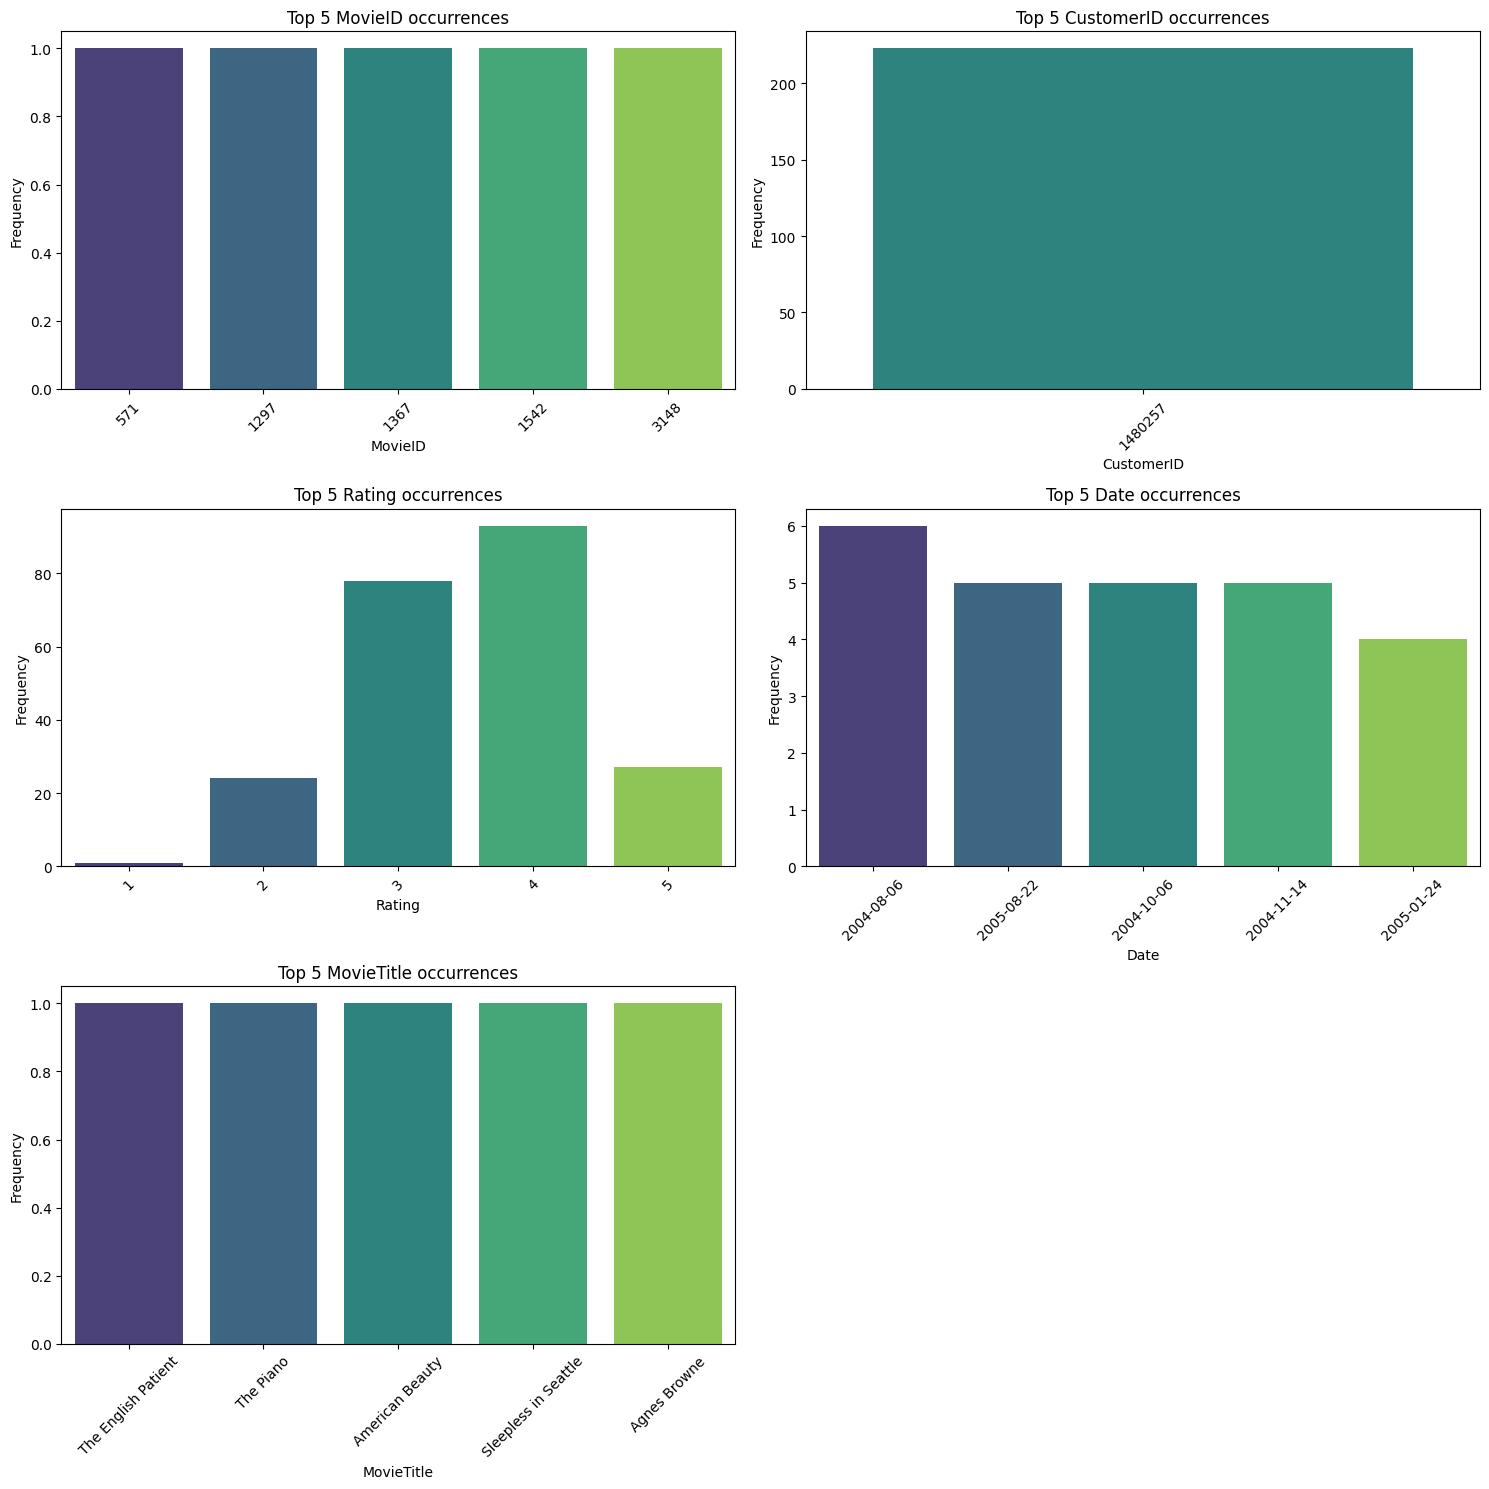 Top 5 MovieID occurrences
Frequency
1.0
0.8
0.6
0.4
0.2
0.0
571
1297
1367
1542
3148
MovieID
Top 5 CustomerID occurrences
Frequency
200
150
100
50
0
1480257
CustomerID
Top 5 Rating occurrences
Frequency
80
60
40
20
0
1
2
3
4
5
Rating
Top 5 Date occurrences
Frequency
6
5
4
3
2
1
0
2004-08-06
2005-08-22
2004-10-06
2004-11-14
2005-01-24
Date
Top 5 MovieTitle occurrences
Frequency
1.0
0.8
0.6
0.4
0.2
0.0
The English Patient
The Piano
American Beauty
Sleepless in Seattle
Agnes Browne
MovieTitle